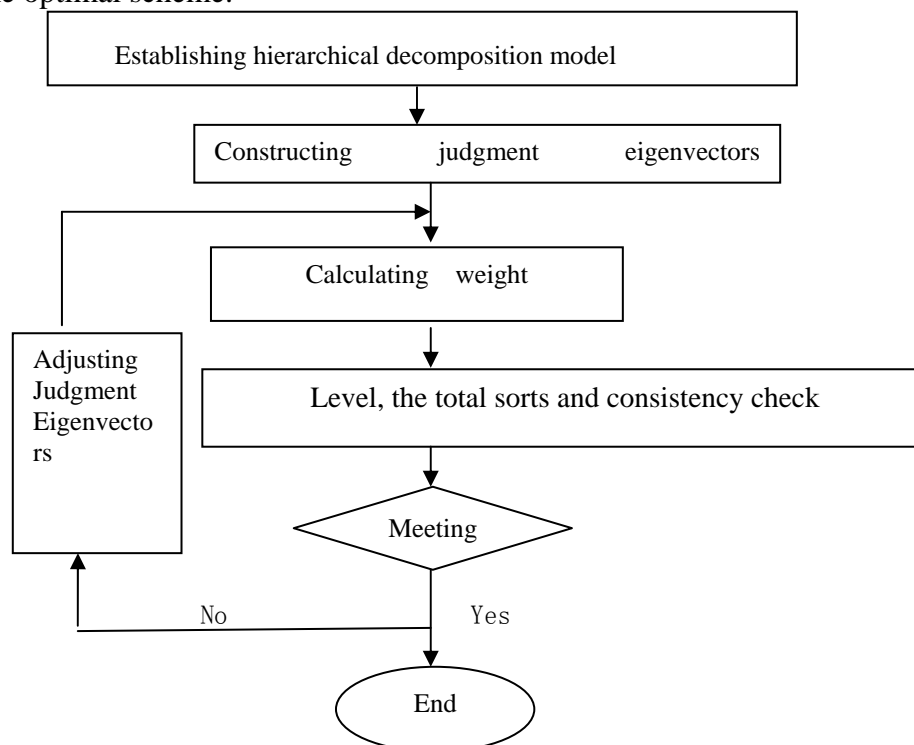 optimal scheme.
Establishing hierarchical decomposition model
Constructing judgment eigenvectors
Calculating weight
Adjusting
Judgment
Eigenvecto
rs
Level, the total sorts and consistency check
Meeting
No Yes
End